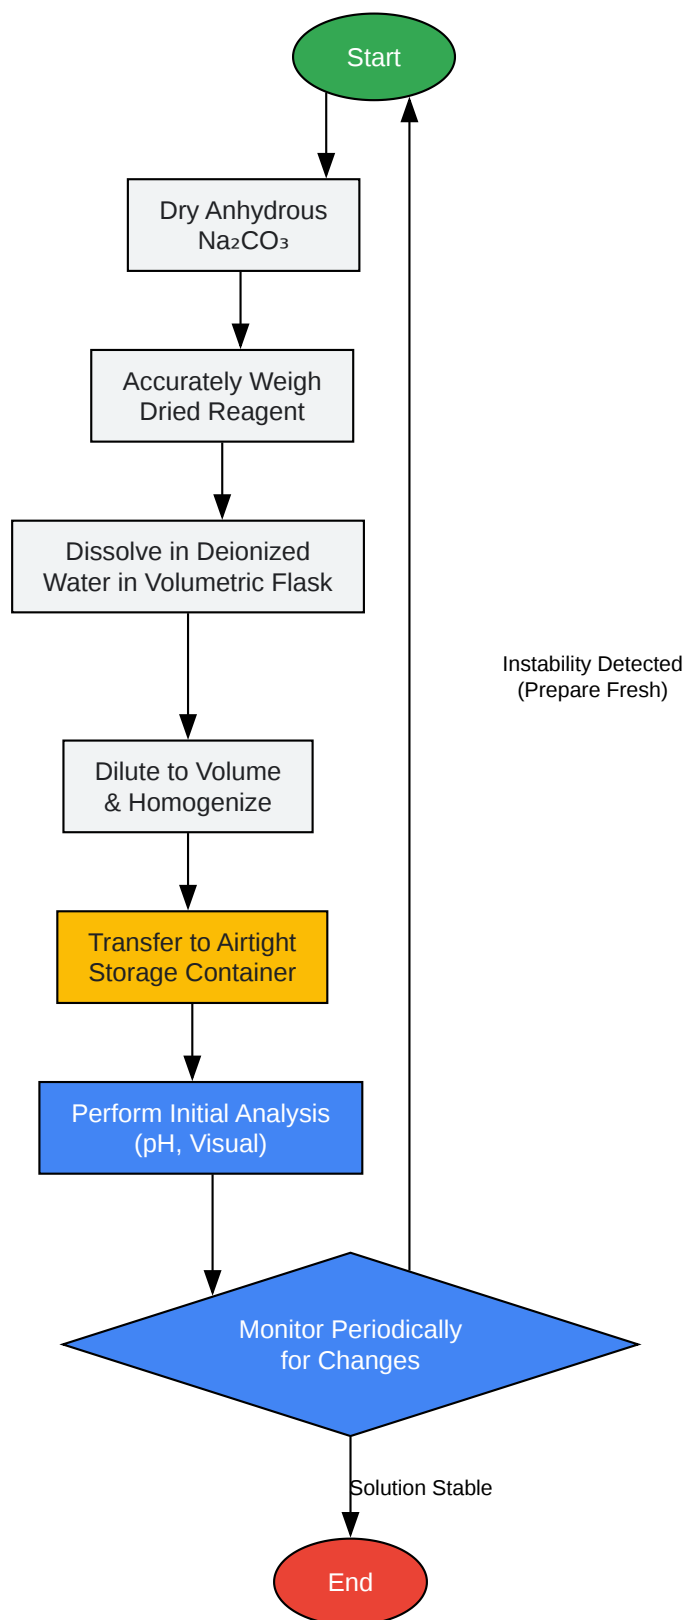 Start
Dry Anhydrous
Na₂CO₃
Accurately Weigh
Dried Reagent
Dissolve in Deionized
Water in Volumetric Flask
Instability Detected
(Prepare Fresh)
Dilute to Volume
& Homogenize
Transfer to Airtight
Storage Container
Perform Initial Analysis
(pH, Visual)
Monitor Periodically
for Changes
Solution Stable
End